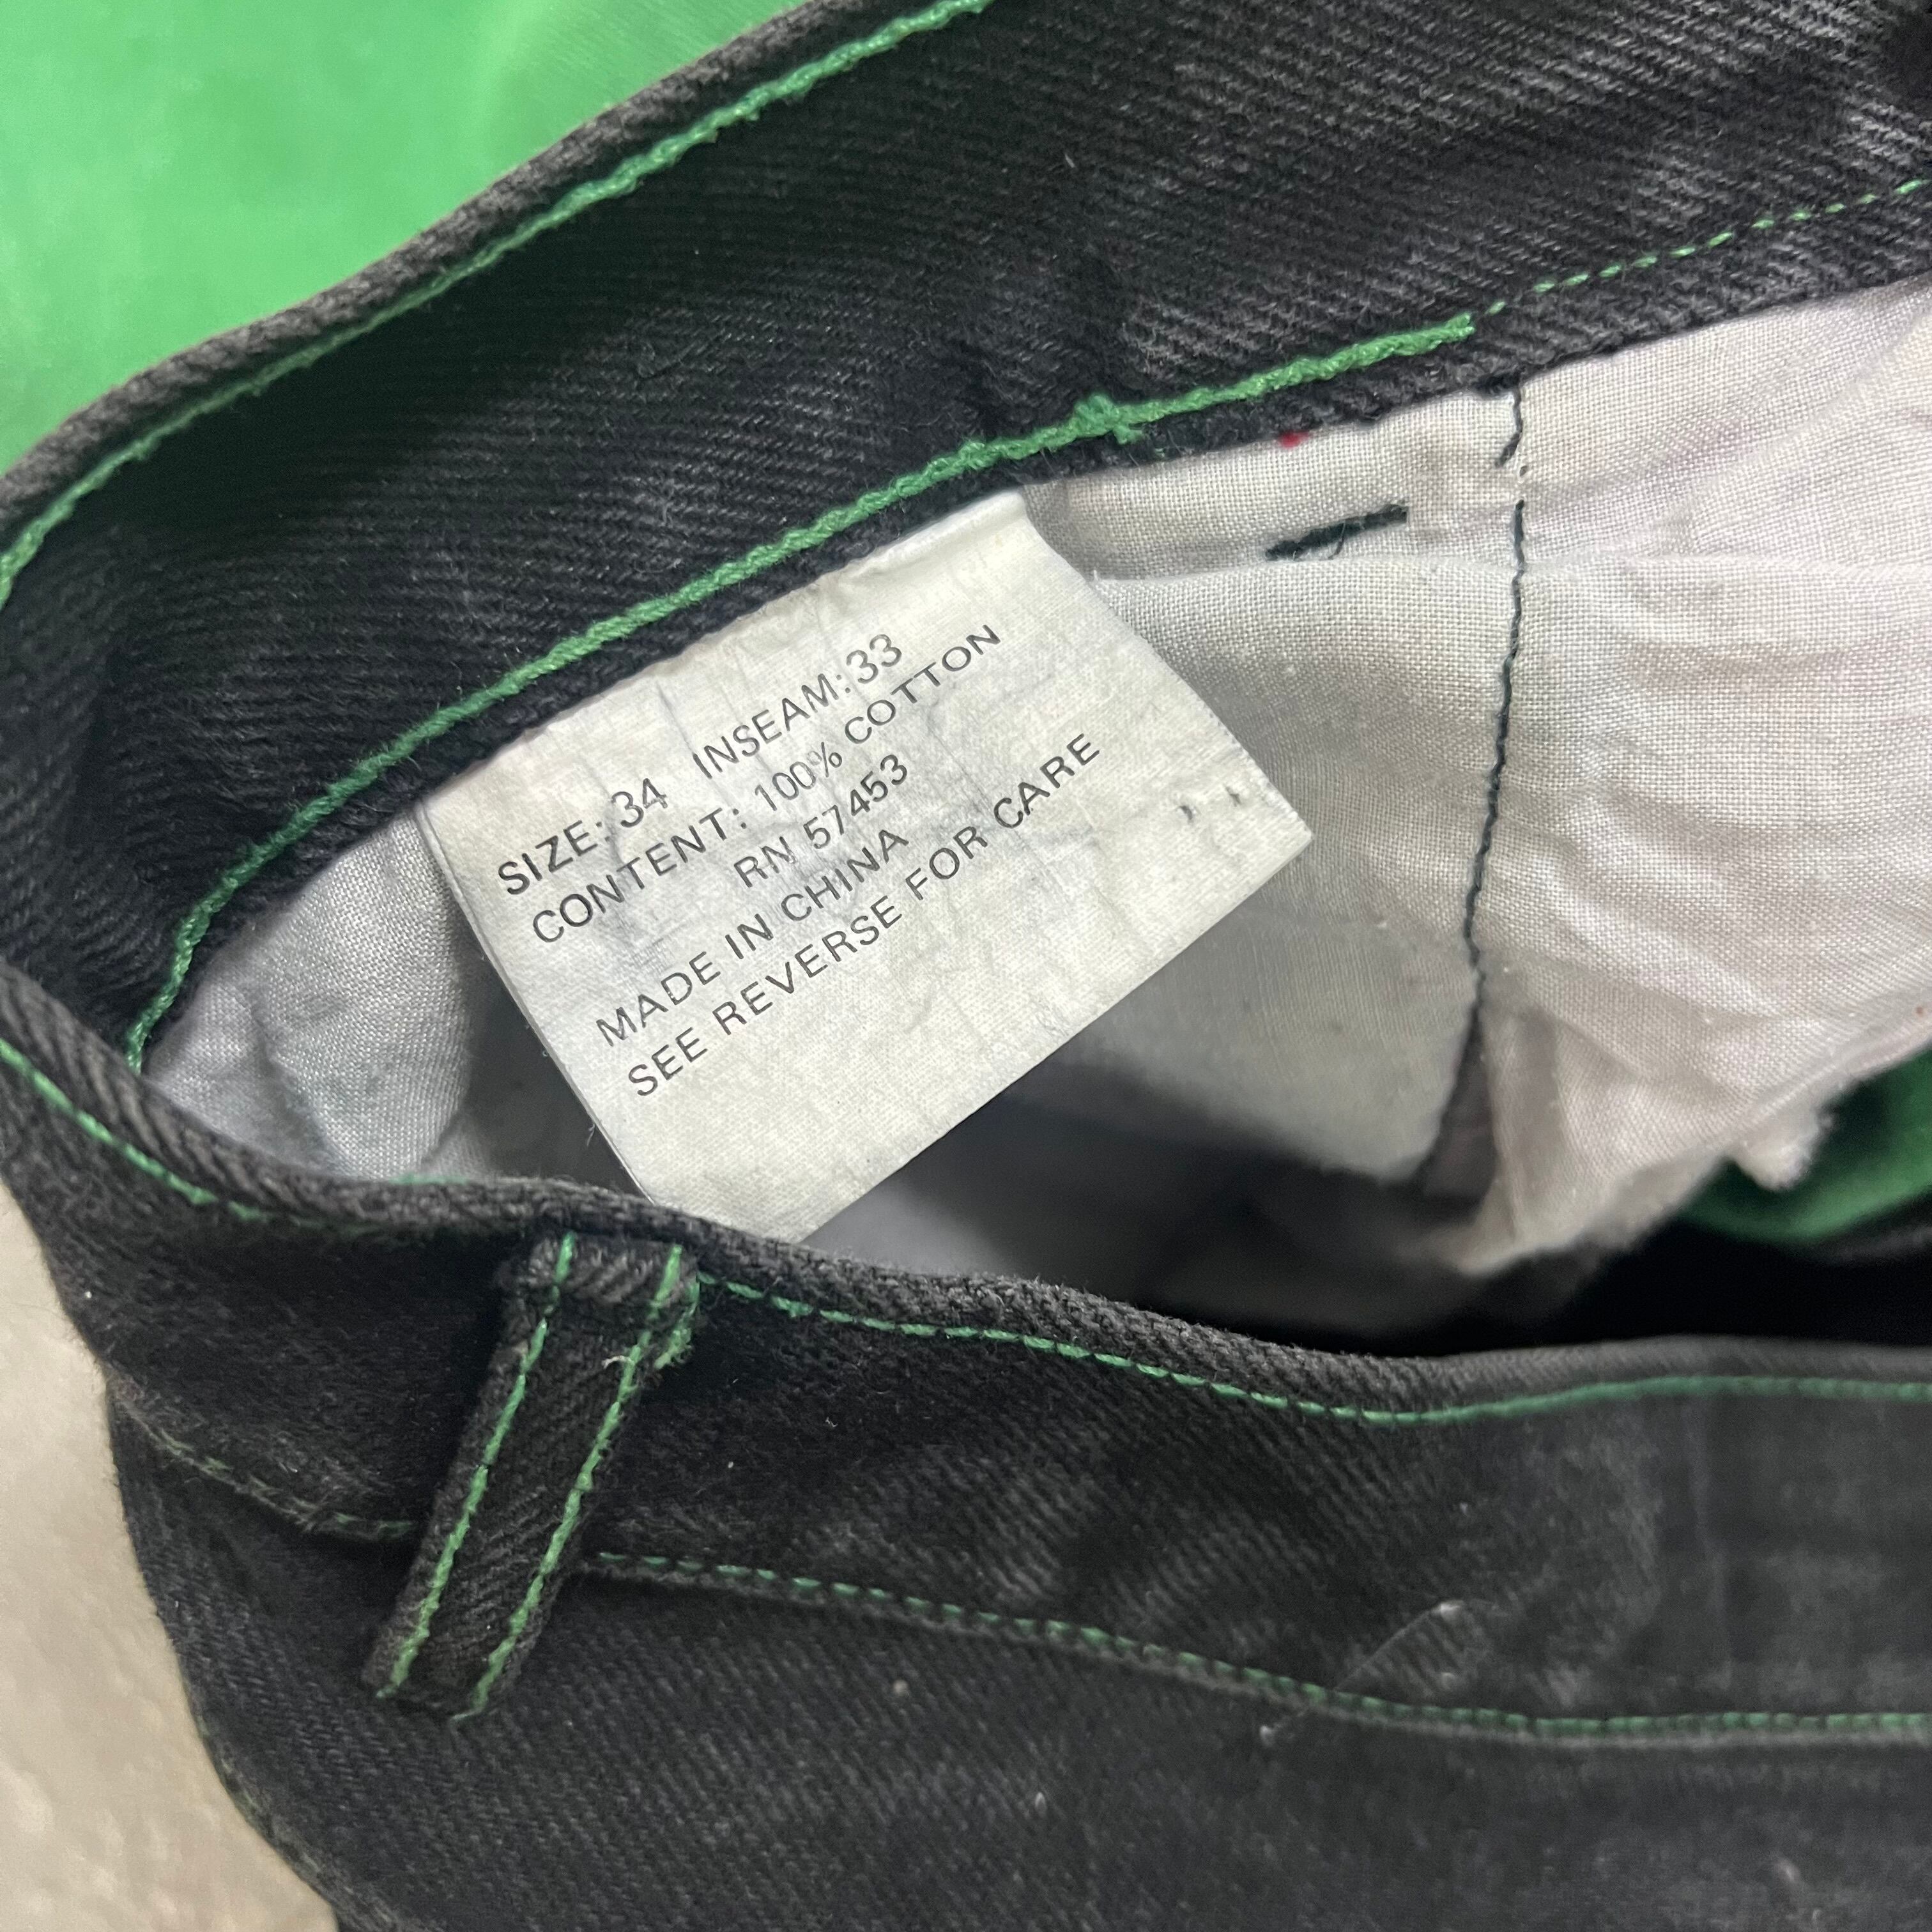 SIZE: 34 INSEAM: 33
CONTENT: 100% COTTON
RN 57453
MADE IN CHINA
SEE REVERSE FOR CARE